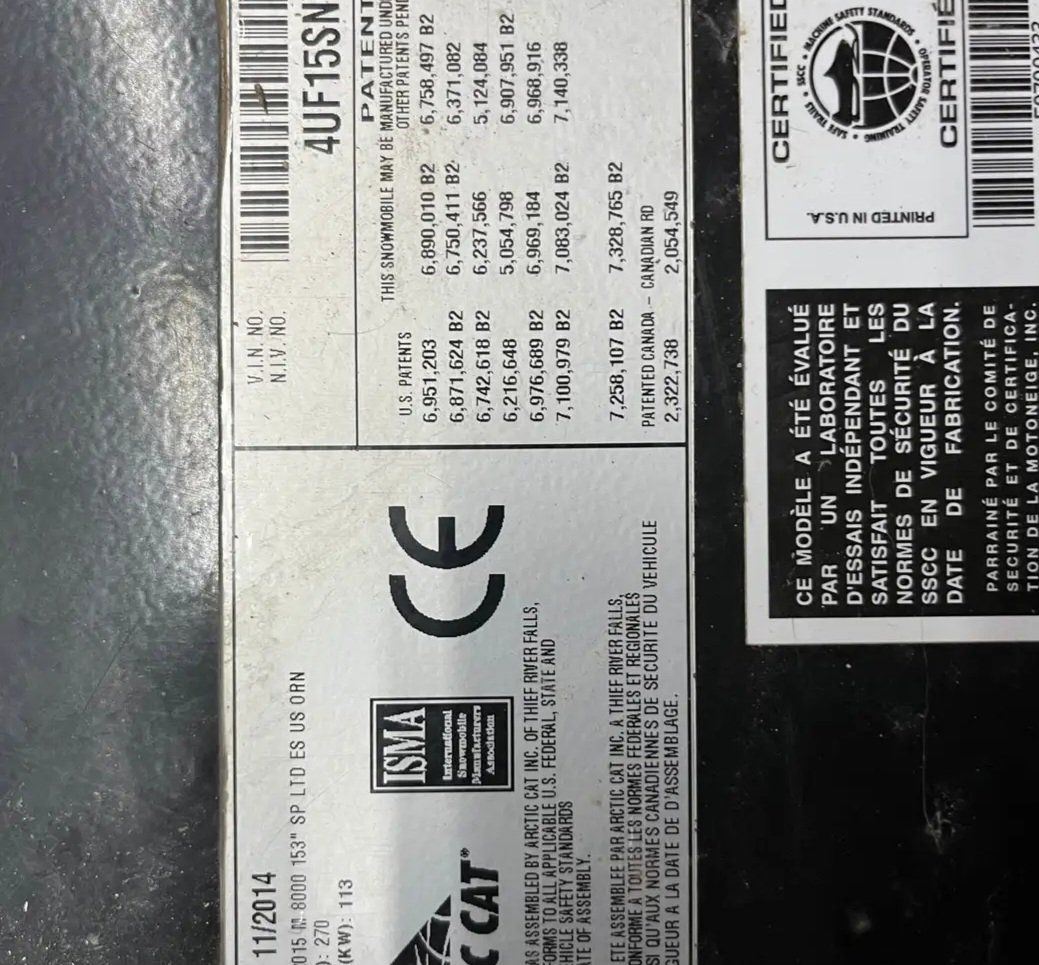 11/2014
015 M 8000 153" SP LTD ES US ORN
): 270
(KW): 113
C CAT®
ISMA
International
Snowmobile
Manufacturers
Association
CE
AS ASSEMBLED BY ARCTIC CAT INC. OF THIEF RIVER FALLS,
ORMS TO ALL APPLICABLE U.S. FEDERAL, STATE AND
HICLE SAFETY STANDARDS
ATE OF ASSEMBLY.
ETE ASSEMBLEE PAR ARCTIC CAT INC. A THIEF RIVER FALLS,
ONFORME A TOUTES LES NORMES FEDERALES ET REGIONALES
SI QU'AUX NORMES CANADIENNES DE SECURITE DU VEHICULE
GUEUR A LA DATE DE D'ASSEMBLAGE.
V.I.N. NO.
N.I.V. NO.
4UF15SN
PATENT
THIS SNOWMOBILE MAY BE MANUFACTURED UND
OTHER PATENTS PEN
U.S. PATENTS
6,951,203 6,890,010 B2 6,758,497 B2
6,871,624 B2 6,750,411 B2 6,371,082
6,742,618 B2 6,237,566 5,124,084
6,216,648 5,054,798 6,907,951 B2
6,976,689 B2 6,969,184 6,968,916
7,100,979 B2 7,083,024 B2 7,140,338
7,258,107 B2 7,328,765 B2
PATENTED CANADA - CANADIAN RD
2,322,738 2,054,549
CERTIFIED
SSCC • MACHINE SAFETY STANDARDS • OPERATOR SAFETY TRAINING • SAFE TRAILS •
CERTIFIE
PRINTED IN U.S.A.
CE MODÈLE A ÉTÉ ÉVALUÉ
PAR UN LABORATOIRE
D'ESSAIS INDÉPENDANT ET
SATISFAIT TOUTES LES
NORMES DE SÉCURITÉ DU
SSCC EN VIGUEUR À LA
DATE DE FABRICATION.
PARRAINÉ PAR LE COMITÉ DE
SÉCURITÉ ET DE CERTIFICA-
TION DE LA MOTONEIGE, INC.